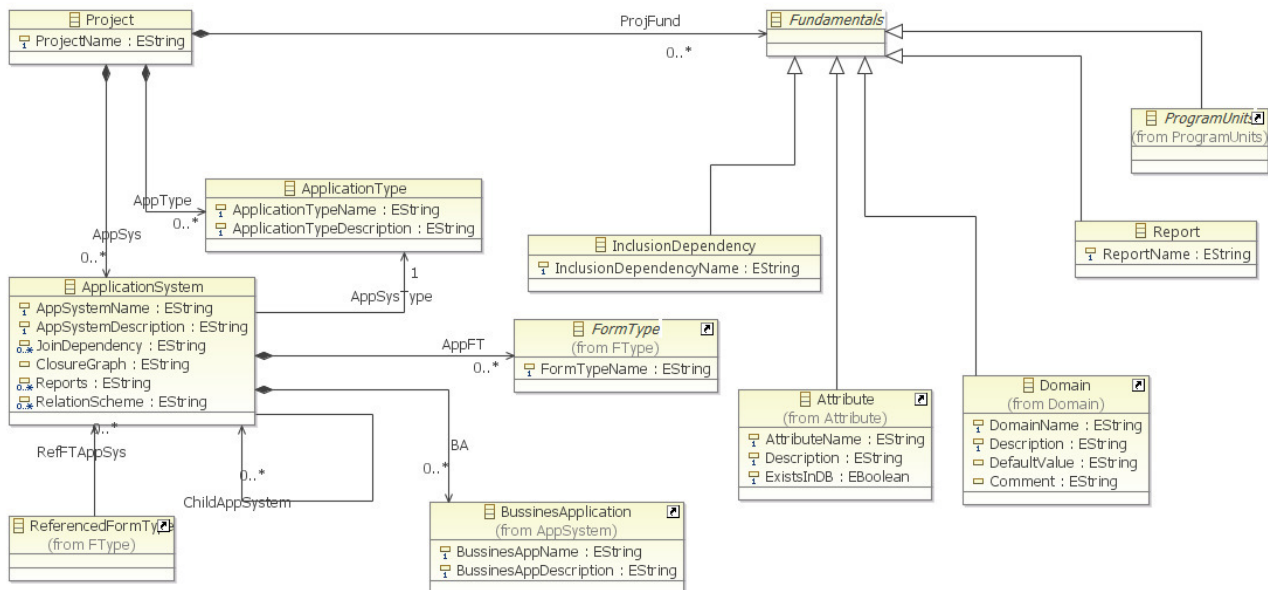 Project
ProjectName : EString
ProjFund
0..*
Fundamentals
ProgramUnits
(from ProgramUnits)
AppType
0..*
AppSys
0..*
ApplicationType
ApplicationTypeName : EString
ApplicationTypeDescription : EString
1
AppSysType
InclusionDependency
InclusionDependencyName : EString
Report
ReportName : EString
ApplicationSystem
AppSystemName : EString
AppSystemDescription : EString
0..* JoinDependency : EString
ClosureGraph : EString
0..* Reports : EString
0..* RelationScheme : EString
AppFT
0..*
FormType
(from FType)
FormTypeName : EString
BA
0..*
0..*
RefFTAppSys
0..*
ChildAppSystem
Attribute
(from Attribute)
AttributeName : EString
Description : EString
ExistsInDB : EBoolean
Domain
(from Domain)
DomainName : EString
Description : EString
DefaultValue : EString
Comment : EString
ReferencedFormType
(from FType)
BussinesApplication
(from AppSystem)
BussinesAppName : EString
BussinesAppDescription : EString